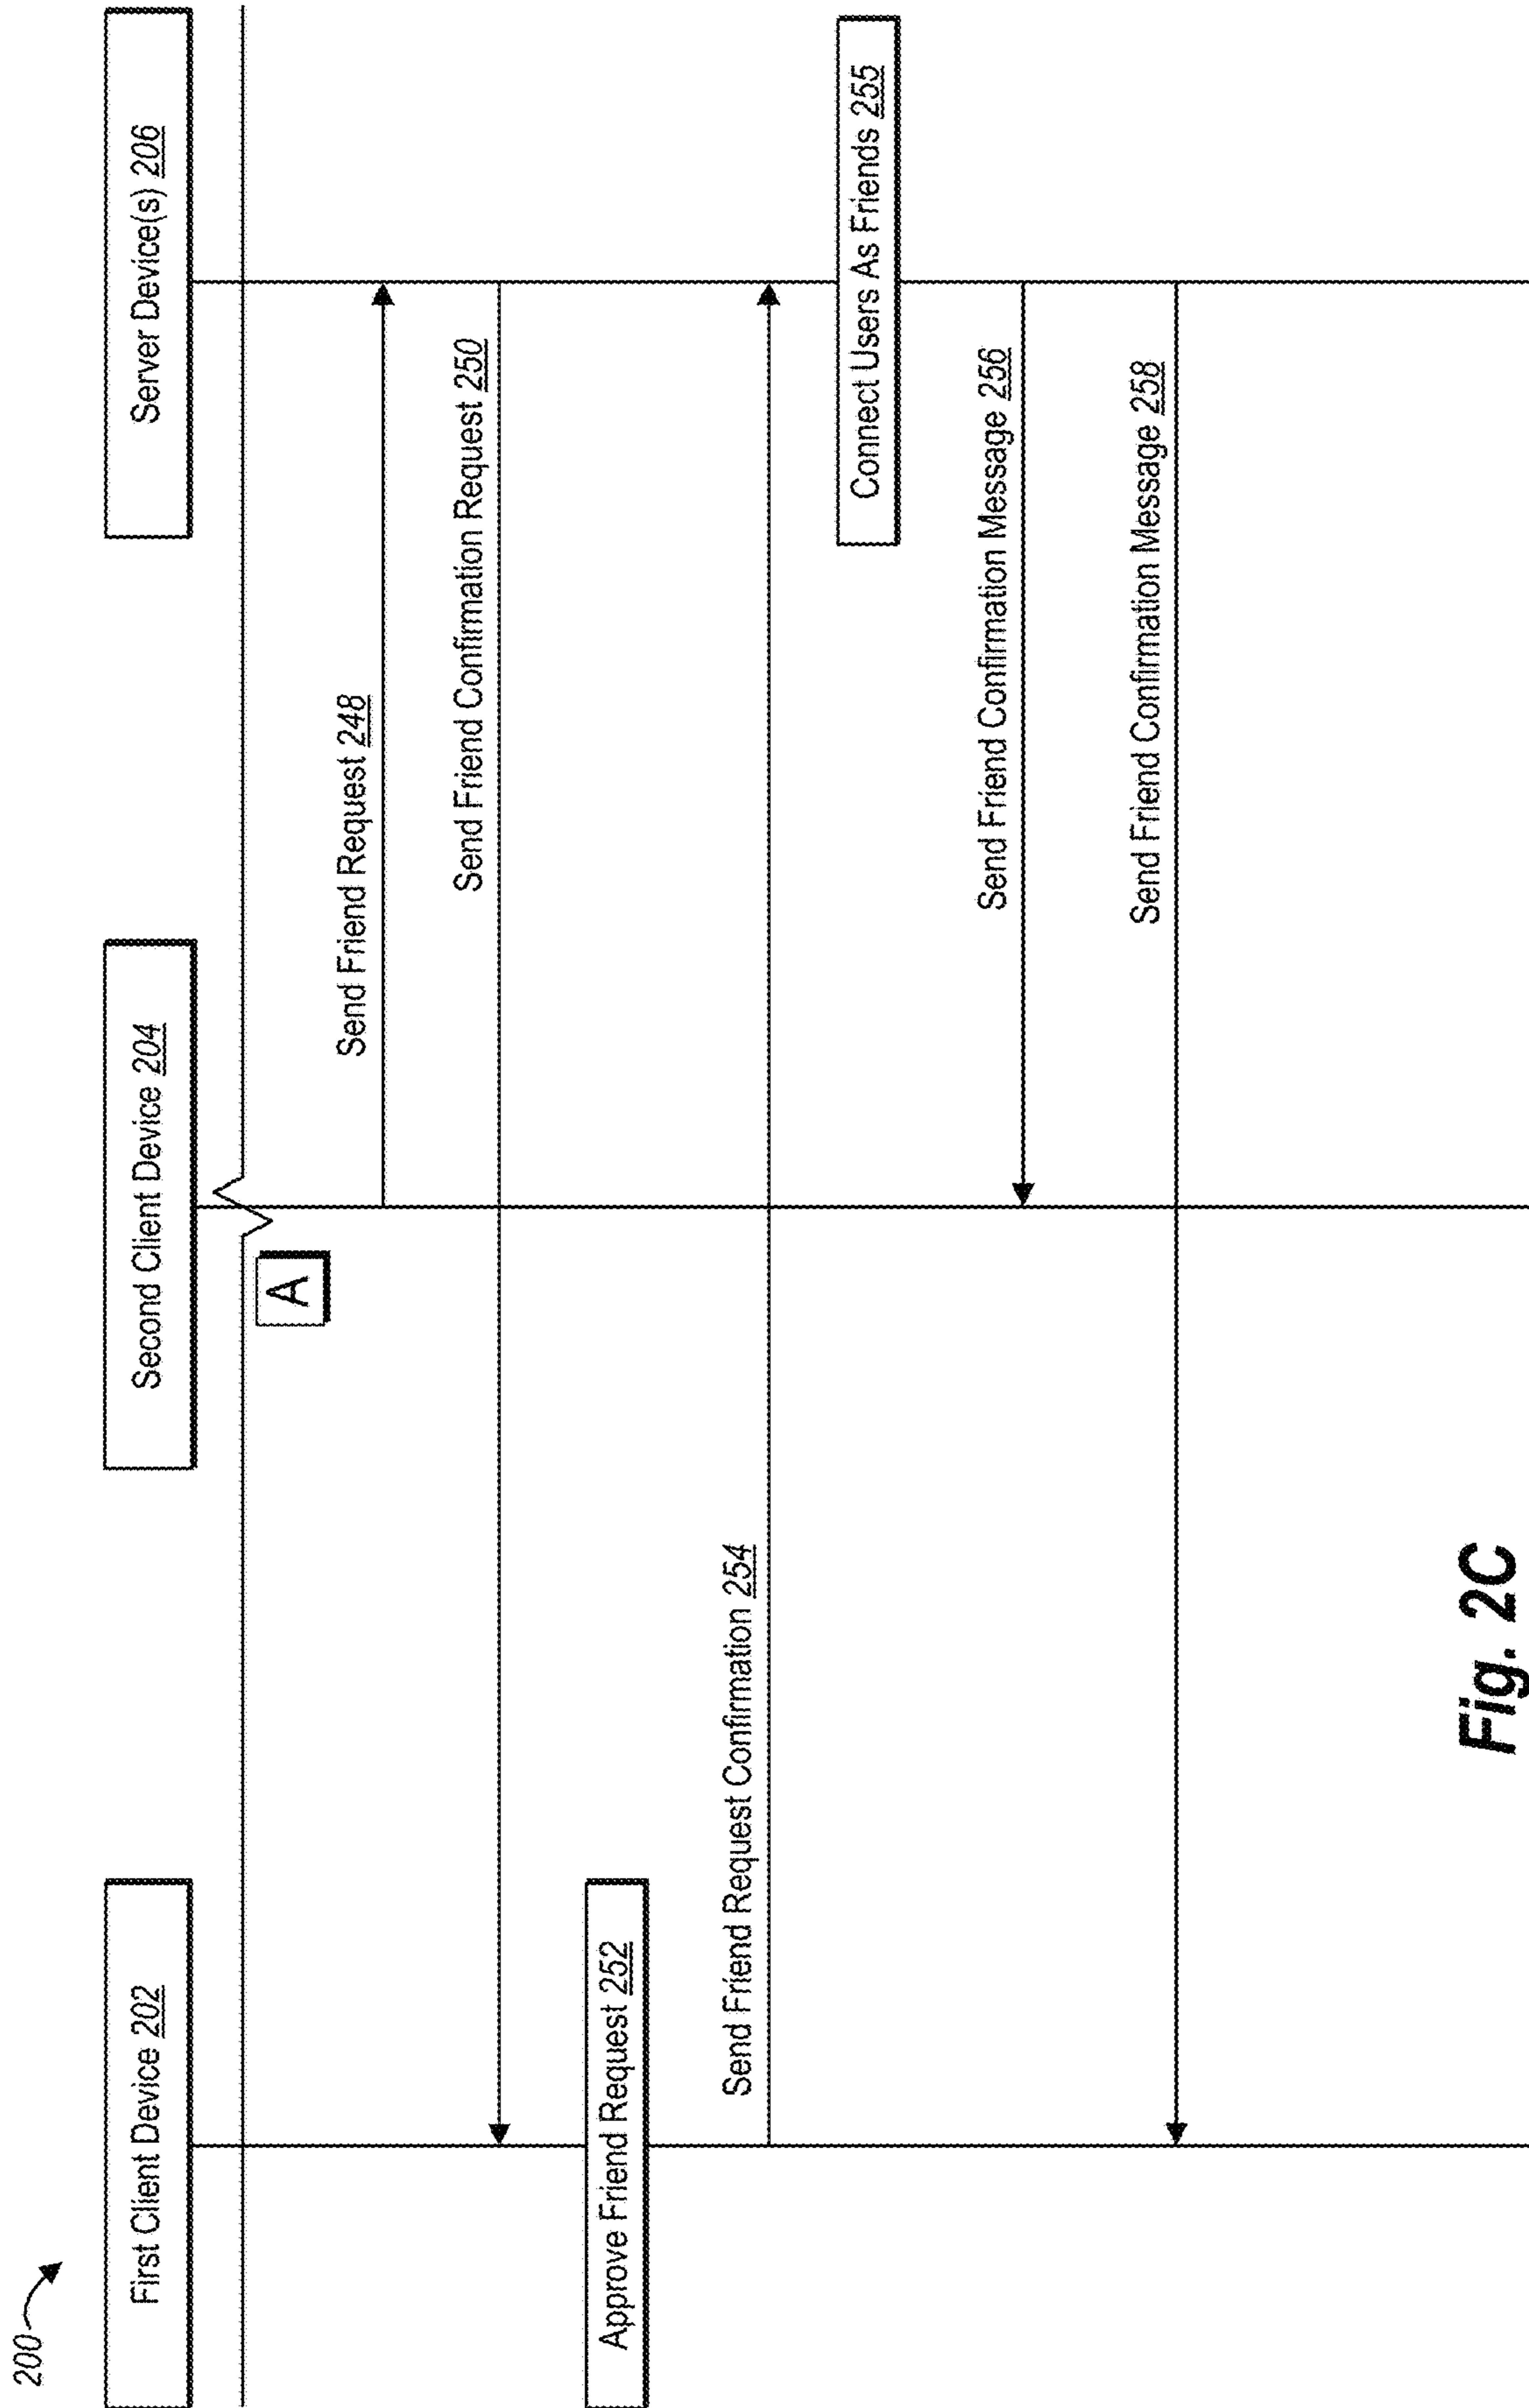 200
First Client Device 202
Second Client Device 204
Server Device(s) 206
A
Send Friend Request 248
Send Friend Confirmation Request 250
Approve Friend Request 252
Send Friend Request Confirmation 254
Connect Users As Friends 255
Send Friend Confirmation Message 256
Send Friend Confirmation Message 258
Fig. 2C